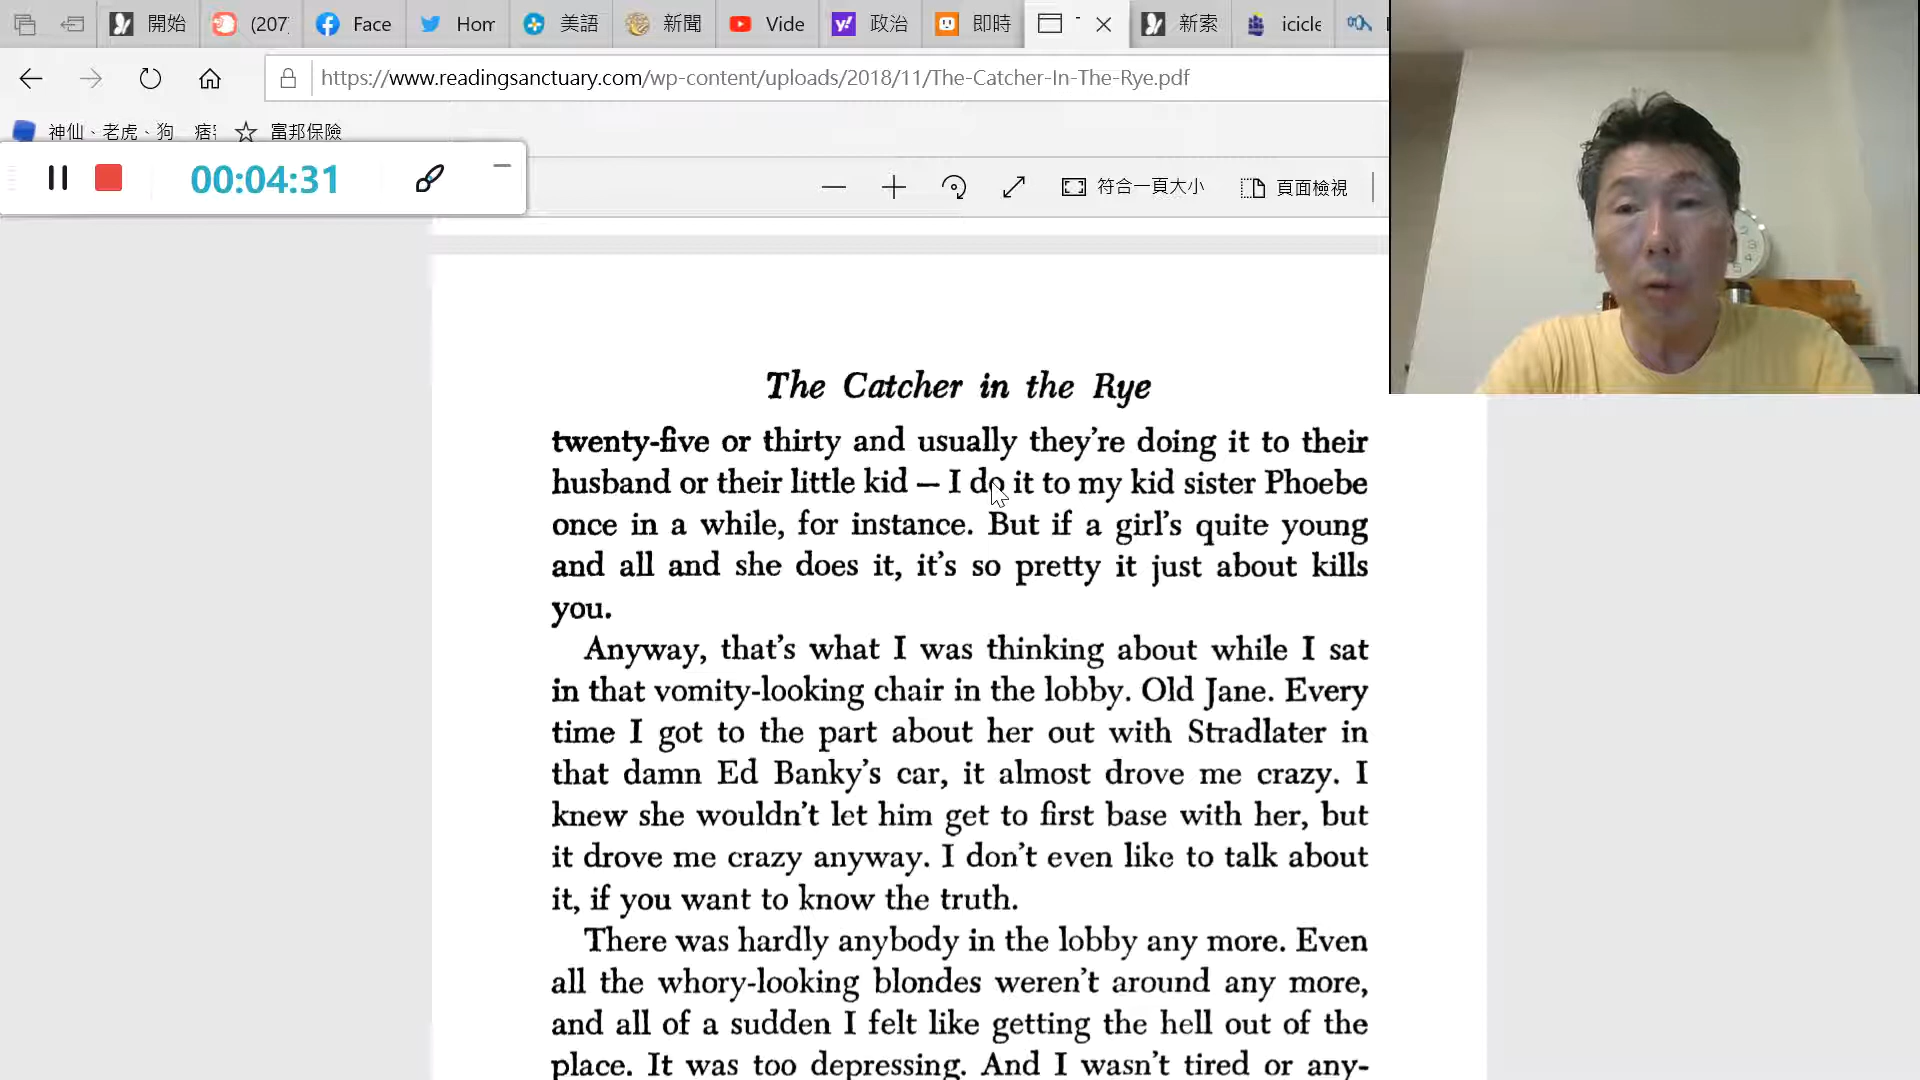 開始 (207 Face Hom 美語 新聞 Vide 政治 即時 - 新索 icicle
https://www.readingsanctuary.com/wp-content/uploads/2018/11/The-Catcher-In-The-Rye.pdf
神仙、老虎、狗 富邦保險
00:04:31
符合一頁大小 頁面檢視
The Catcher in the Rye
twenty-five or thirty and usually they're doing it to their
husband or their little kid — I do it to my kid sister Phoebe
once in a while, for instance. But if a girl's quite young
and all and she does it, it's so pretty it just about kills
you.
Anyway, that's what I was thinking about while I sat
in that vomity-looking chair in the lobby. Old Jane. Every
time I got to the part about her out with Stradlater in
that damn Ed Banky's car, it almost drove me crazy. I
knew she wouldn't let him get to first base with her, but
it drove me crazy anyway. I don't even like to talk about
it, if you want to know the truth.
There was hardly anybody in the lobby any more. Even
all the whory-looking blondes weren't around any more,
and all of a sudden I felt like getting the hell out of the
place. It was too depressing. And I wasn't tired or any-